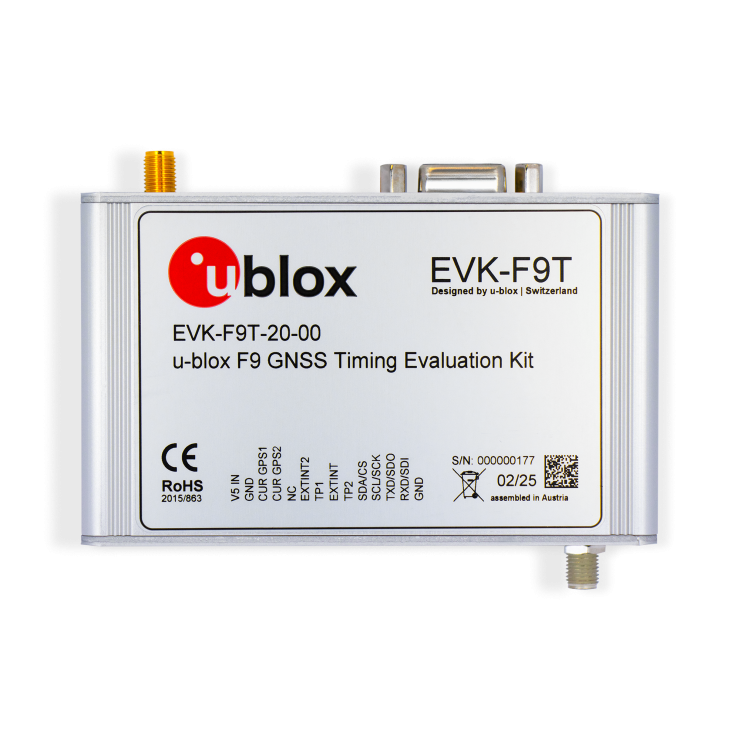 ublox
EVK-F9T
Designed by u-blox | Switzerland
EVK-F9T-20-00
u-blox F9 GNSS Timing Evaluation Kit
CE
RoHS
2015/863
V5 IN
GND
CUR GPS1
CUR GPS2
NC
EXTINT2
TP1
EXTINT
TP2
SDA/CS
SCL/SCK
TXD/SDO
RXD/SDI
GND
S/N: 000000177
02/25
assembled in Austria